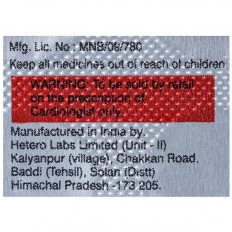 Mfg. Lic. No : MNB/09/780
Keep all medicines out of reach of children
WARNING: To be sold by retail
on the prescription of
Cardiologist only
Manufactured in India by:
Hetero Labs Limited (Unit - II)
Kalyanpur (village), Chakkan Road,
Baddi (Tehsil), Solan (Distt)
Himachal Pradesh -173 205.